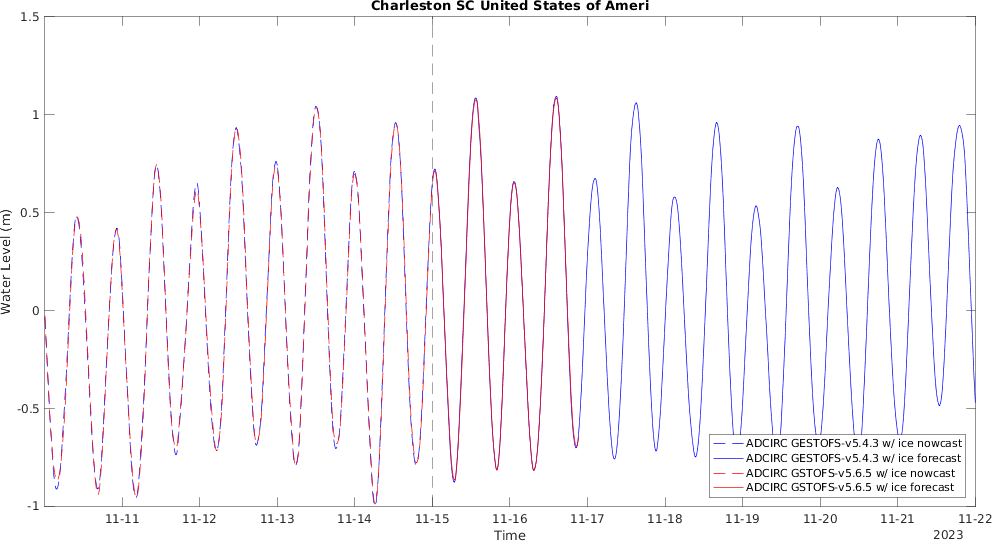 Charleston SC United States of Ameri
1.5
1
0.5
0
-0.5
-1
Water Level (m)
ADCIRC GESTOFS-v5.4.3 w/ ice nowcast
ADCIRC GESTOFS-v5.4.3 w/ ice forecast
ADCIRC GSTOFS-v5.6.5 w/ ice nowcast
ADCIRC GSTOFS-v5.6.5 w/ ice forecast
11-11 11-12 11-13 11-14 11-15 11-16 11-17 11-18 11-19 11-20 11-21 11-22
Time
2023